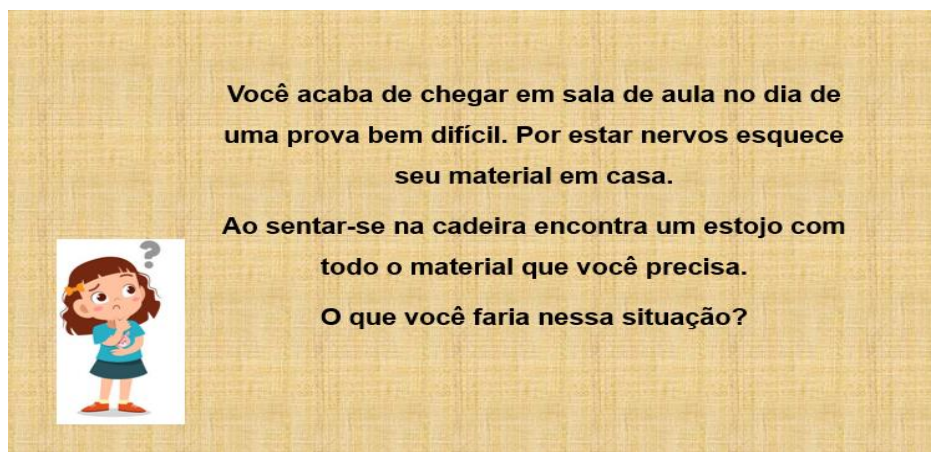 Você acaba de chegar em sala de aula no dia de
uma prova bem difícil. Por estar nervos esquece
seu material em casa.
Ao sentar-se na cadeira encontra um estojo com
todo o material que você precisa.
O que você faria nessa situação?